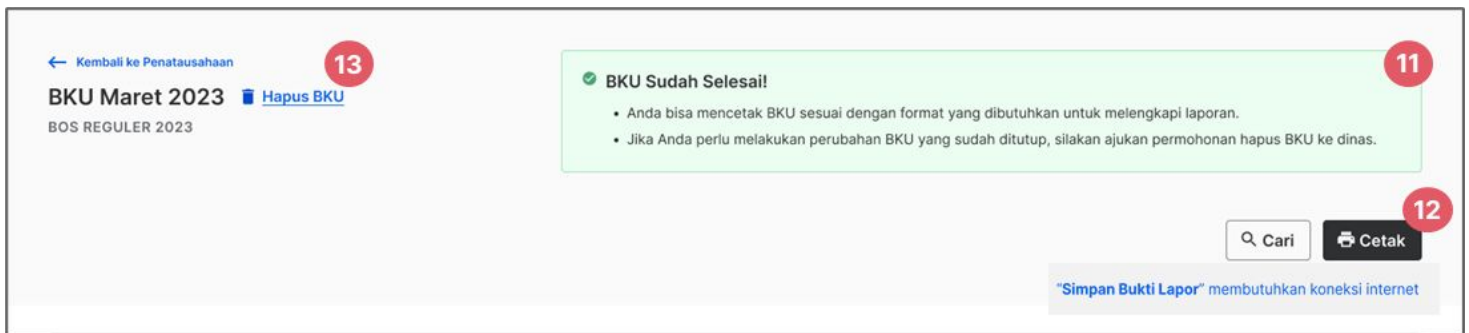 ← Kembali ke Penatausahaan
13
BKU Maret 2023 Hapus BKU
BOS REGULER 2023
11
BKU Sudah Selesai!
• Anda bisa mencetak BKU sesuai dengan format yang dibutuhkan untuk melengkapi laporan.
• Jika Anda perlu melakukan perubahan BKU yang sudah ditutup, silakan ajukan permohonan hapus BKU ke dinas.
12
Cari Cetak
"Simpan Bukti Lapor" membutuhkan koneksi internet